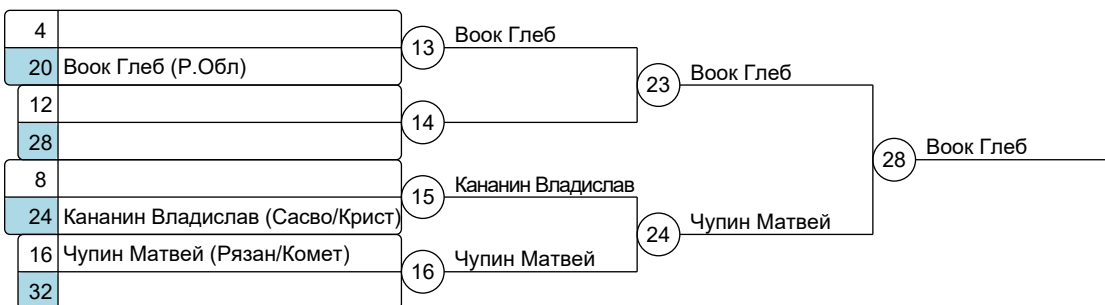 4
13 Воок Глеб
20 Воок Глеб (Р.Обл)
23 Воок Глеб
12
14
28
28 Воок Глеб
8
15 Кананин Владислав
24 Кананин Владислав (Сасво/Крист)
24 Чупин Матвей
16 Чупин Матвей (Рязан/Комет)
16 Чупин Матвей
32